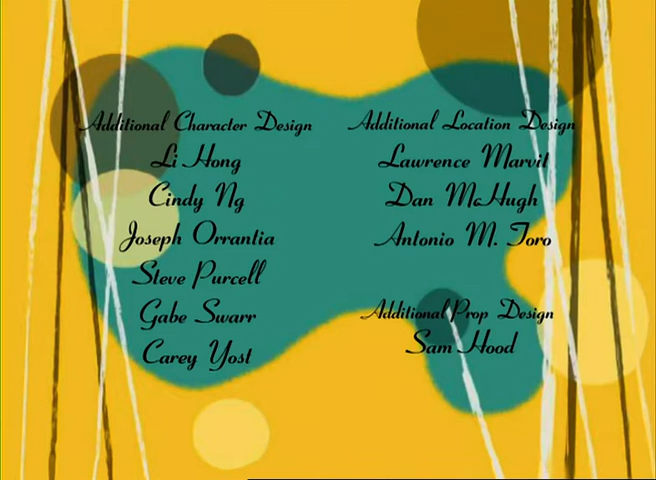 Additional Character Design
Li Hong
Cindy Ng
Joseph Orrantia
Steve Purcell
Gabe Swarr
Carey Yost
Additional Location Design
Lawrence Marvit
Dan McHugh
Antonio M. Toro
Additional Prop Design
Sam Hood